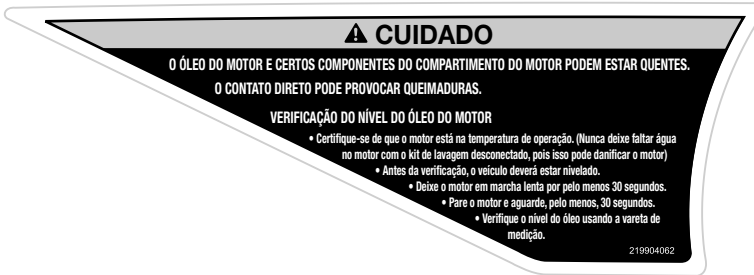 CUIDADO
O ÓLEO DO MOTOR E CERTOS COMPONENTES DO COMPARTIMENTO DO MOTOR PODEM ESTAR QUENTES.
O CONTATO DIRETO PODE PROVOCAR QUEIMADURAS.
VERIFICAÇÃO DO NÍVEL DO ÓLEO DO MOTOR
• Certifique-se de que o motor está na temperatura de operação. (Nunca deixe faltar água
no motor com o kit de lavagem desconectado, pois isso pode danificar o motor)
• Antes da verificação, o veículo deverá estar nivelado.
• Deixe o motor em marcha lenta por pelo menos 30 segundos.
• Pare o motor e aguarde, pelo menos, 30 segundos.
• Verifique o nível do óleo usando a vareta de
medição.
219904062